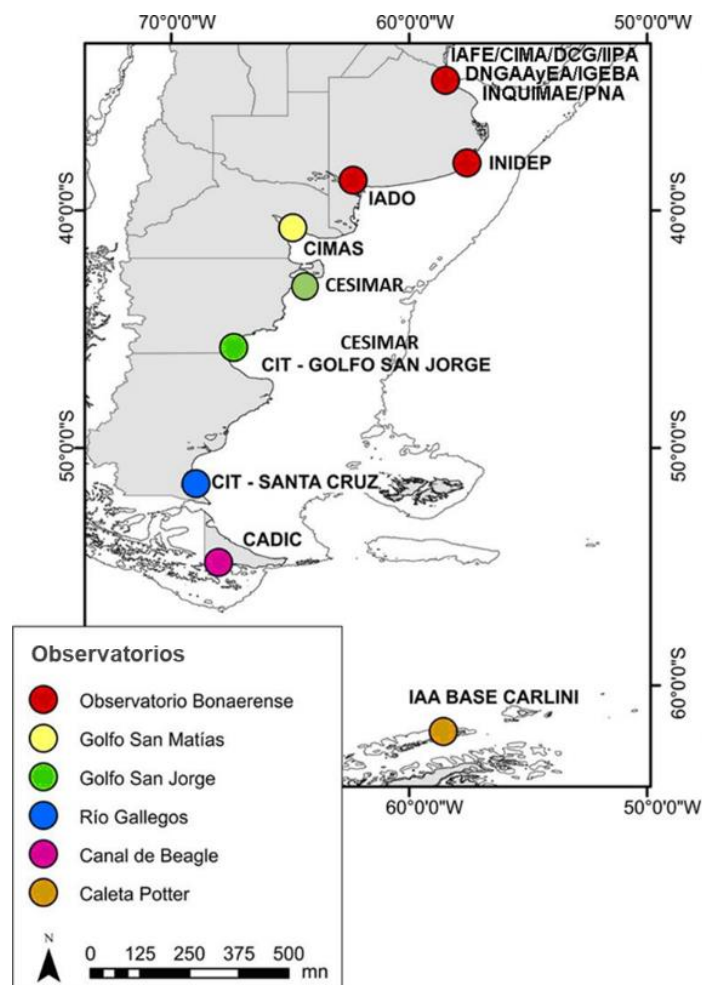 70°0'0"W 60°0'0"W 50°0'0"W
IAFE/CIMA/DCG/IIPA
DNGAAyEA/IGEBA
INQUIMAE/PNA
INIDEP
IADO
40°0'0"S
40°0'0"S
CIMAS
CESIMAR
CESIMAR
CIT - GOLFO SAN JORGE
50°0'0"S
50°0'0"S
CIT - SANTA CRUZ
CADIC
IAA BASE CARLINI
60°0'0"S
60°0'0"W 50°0'0"W
Observatorios
Observatorio Bonaerense
Golfo San Matías
Golfo San Jorge
Río Gallegos
Canal de Beagle
Caleta Potter
N
0 125 250 375 500
mn